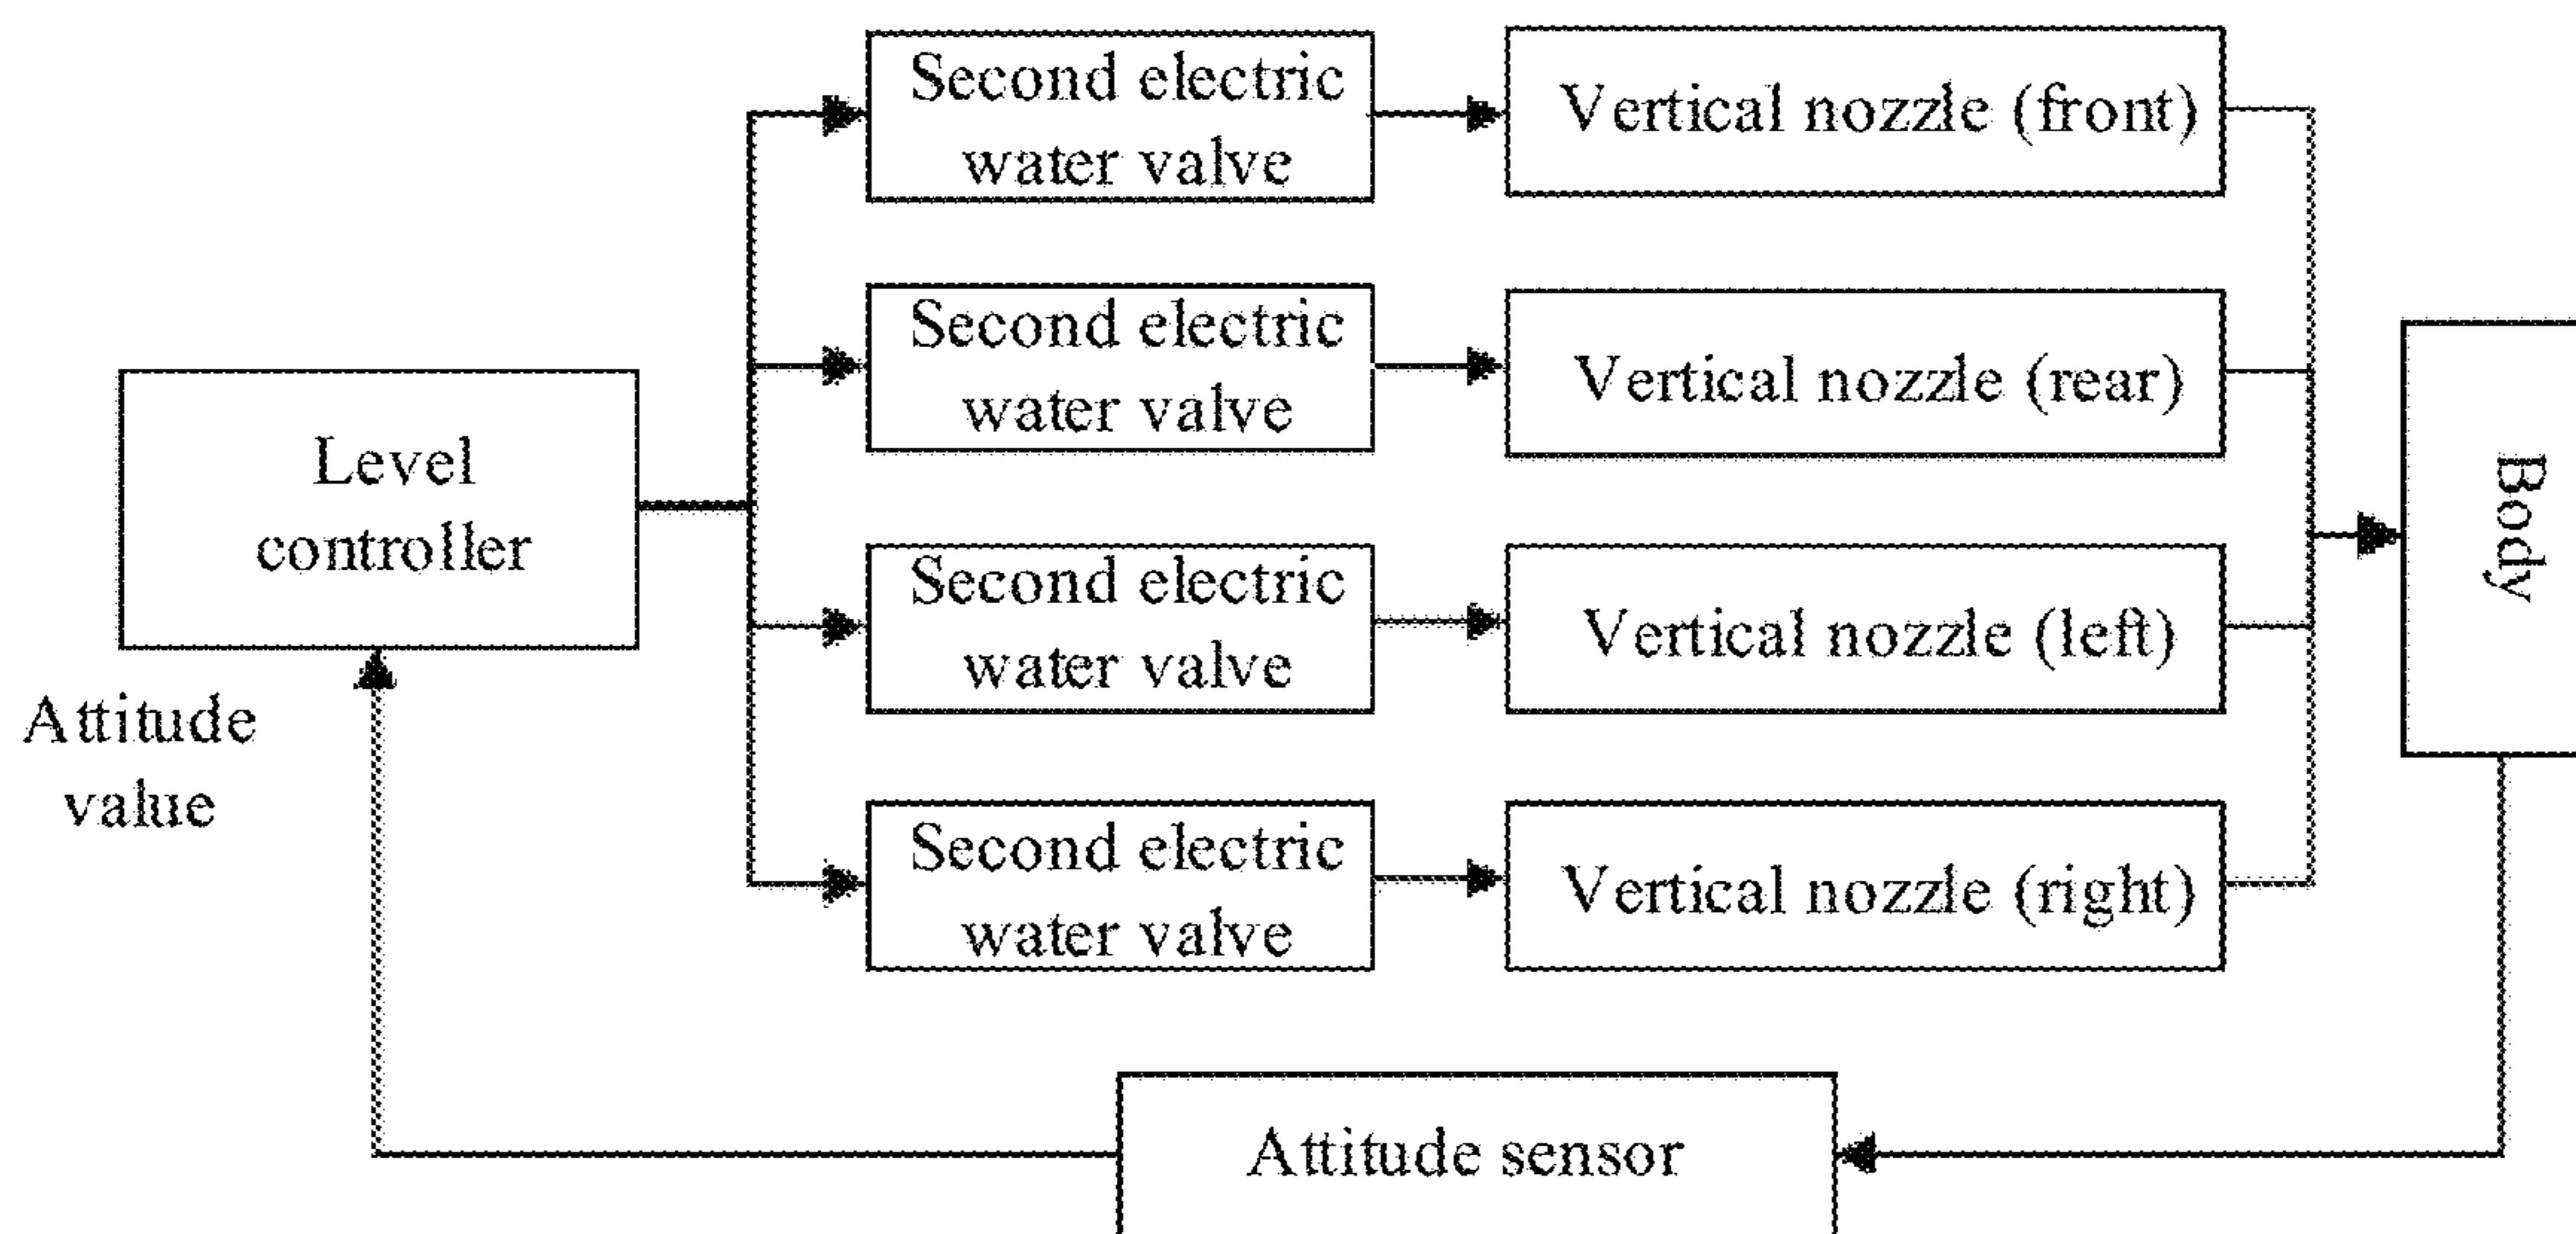 Second electric
water valve
Vertical nozzle (front)
Second electric
water valve
Vertical nozzle (rear)
Level
controller
Body
Second electric
water valve
Vertical nozzle (left)
Attitude
value
Second electric
water valve
Vertical nozzle (right)
Attitude sensor